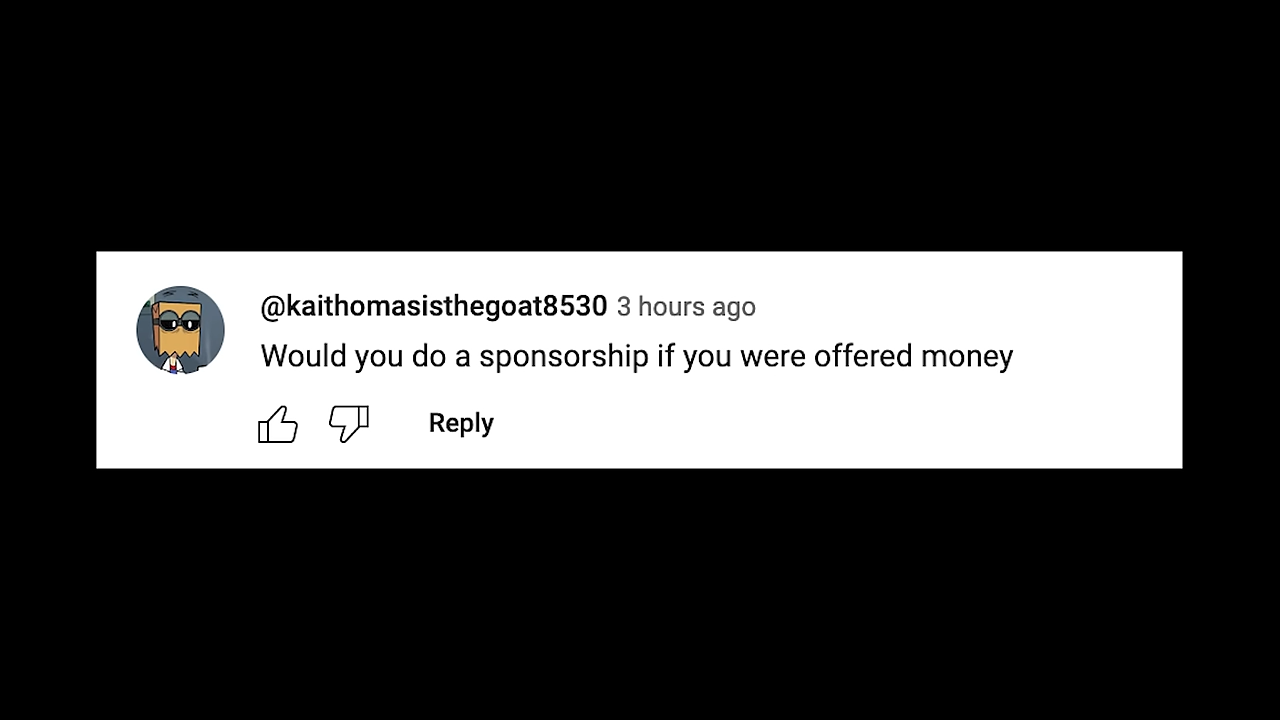 @kaithomasisthegoat8530 3 hours ago
Would you do a sponsorship if you were offered money
Reply